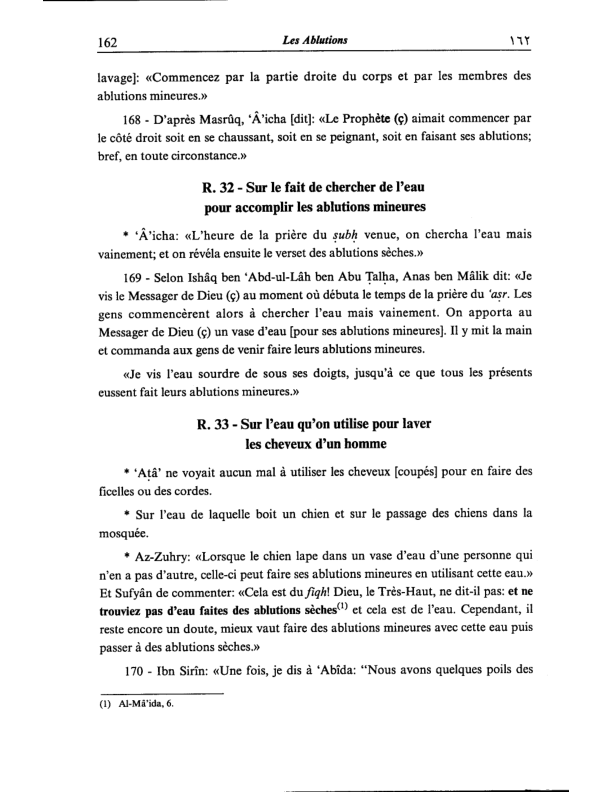 162 Les Ablutions ١٦٢
lavage]: «Commencez par la partie droite du corps et par les membres des
ablutions mineures.»
168 - D'après Masrûq, ‘Â’icha [dit]: «Le Prophète (ç) aimait commencer par
le côté droit soit en se chaussant, soit en se peignant, soit en faisant ses ablutions;
bref, en toute circonstance.»
R. 32 - Sur le fait de chercher de l'eau
pour accomplir les ablutions mineures
* ‘Â’icha: «L'heure de la prière du ṣubḥ venue, on chercha l'eau mais
vainement; et on révéla ensuite le verset des ablutions sèches.»
169 - Selon Ishâq ben ‘Abd-ul-Lâh ben Abu Ṭalḥa, Anas ben Mâlik dit: «Je
vis le Messager de Dieu (ç) au moment où débuta le temps de la prière du ‘aṣr. Les
gens commencèrent alors à chercher l'eau mais vainement. On apporta au
Messager de Dieu (ç) un vase d'eau [pour ses ablutions mineures]. Il y mit la main
et commanda aux gens de venir faire leurs ablutions mineures.
«Je vis l'eau sourdre de sous ses doigts, jusqu'à ce que tous les présents
eussent fait leurs ablutions mineures.»
R. 33 - Sur l'eau qu'on utilise pour laver
les cheveux d'un homme
* ‘Aṭâ’ ne voyait aucun mal à utiliser les cheveux [coupés] pour en faire des
ficelles ou des cordes.
* Sur l'eau de laquelle boit un chien et sur le passage des chiens dans la
mosquée.
* Az-Zuhry: «Lorsque le chien lape dans un vase d'eau d'une personne qui
n'en a pas d'autre, celle-ci peut faire ses ablutions mineures en utilisant cette eau.»
Et Sufyân de commenter: «Cela est du fiqh! Dieu, le Très-Haut, ne dit-il pas: et ne
trouviez pas d'eau faites des ablutions sèches(1) et cela est de l'eau. Cependant, il
reste encore un doute, mieux vaut faire des ablutions mineures avec cette eau puis
passer à des ablutions sèches.»
170 - Ibn Sirîn: «Une fois, je dis à ‘Abîda: “Nous avons quelques poils des
(1) Al-Mâ’ida, 6.